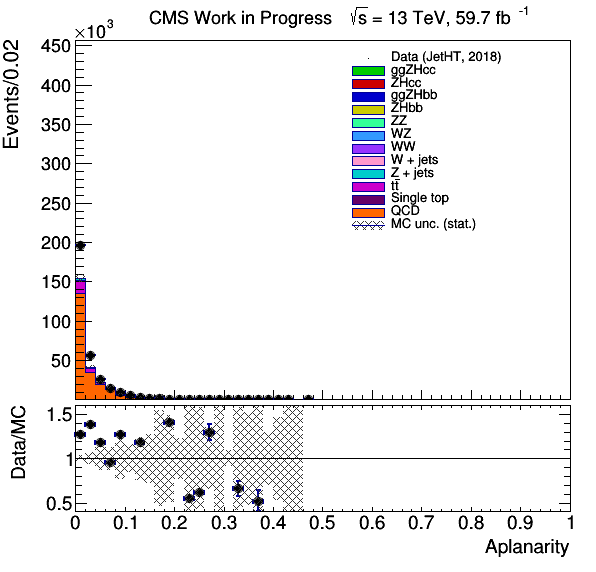 CMS Work in Progress √s = 13 TeV, 59.7 fb⁻¹
×10³
Events/0.02
450
400
350
300
250
200
150
100
50
Data (JetHT, 2018)
ggZHcc
ZHcc
ggZHbb
ZHbb
ZZ
WZ
WW
W + jets
Z + jets
tt̄
Single top
QCD
MC unc. (stat.)
Data/MC
1.5
1
0.5
0 0.1 0.2 0.3 0.4 0.5 0.6 0.7 0.8 0.9 1
Aplanarity